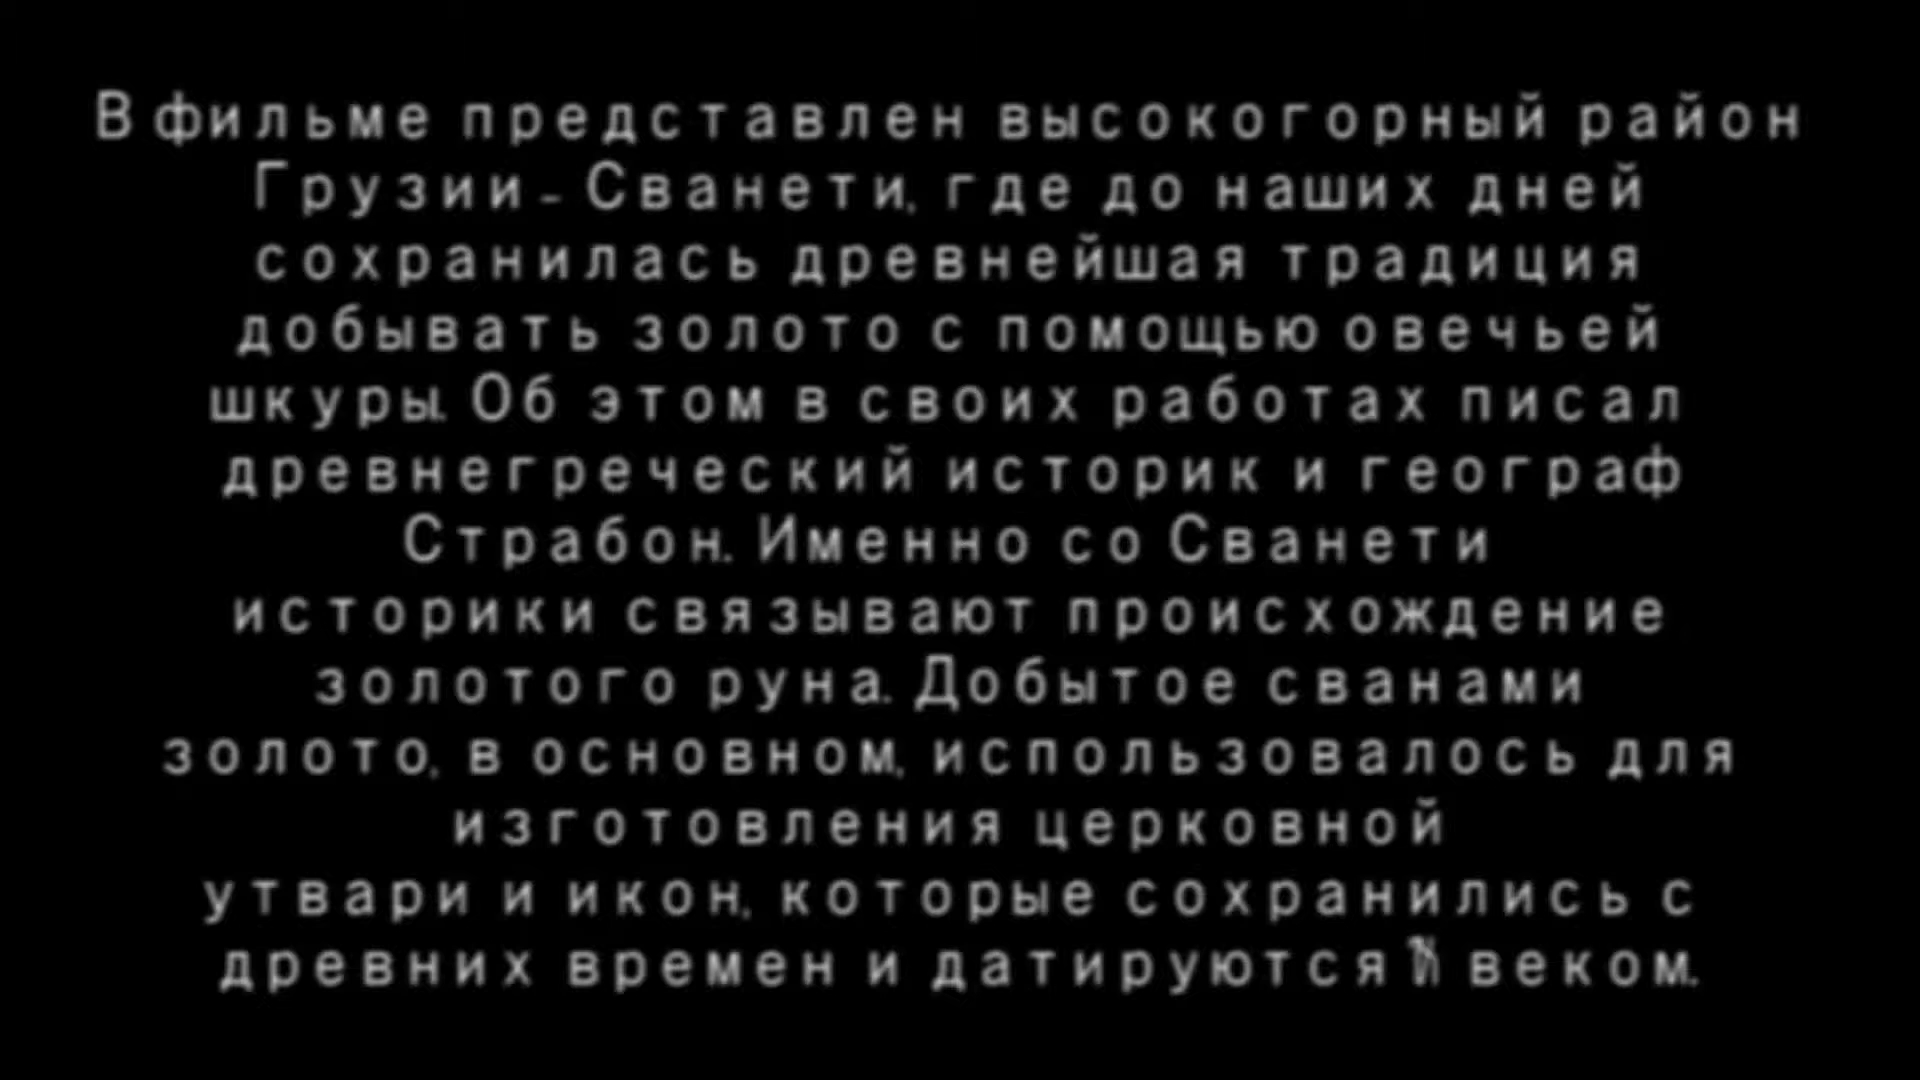 В фильме представлен высокогорный район
Грузии - Сванети, где до наших дней
сохранилась древнейшая традиция
добывать золото с помощью овечьей
шкуры. Об этом в своих работах писал
древнегреческий историк и географ
Страбон. Именно со Сванети
историки связывают происхождение
золотого руна. Добытое сванами
золото, в основном, использовалось для
изготовления церковной
утвари и икон, которые сохранились с
древних времен и датируются веком.